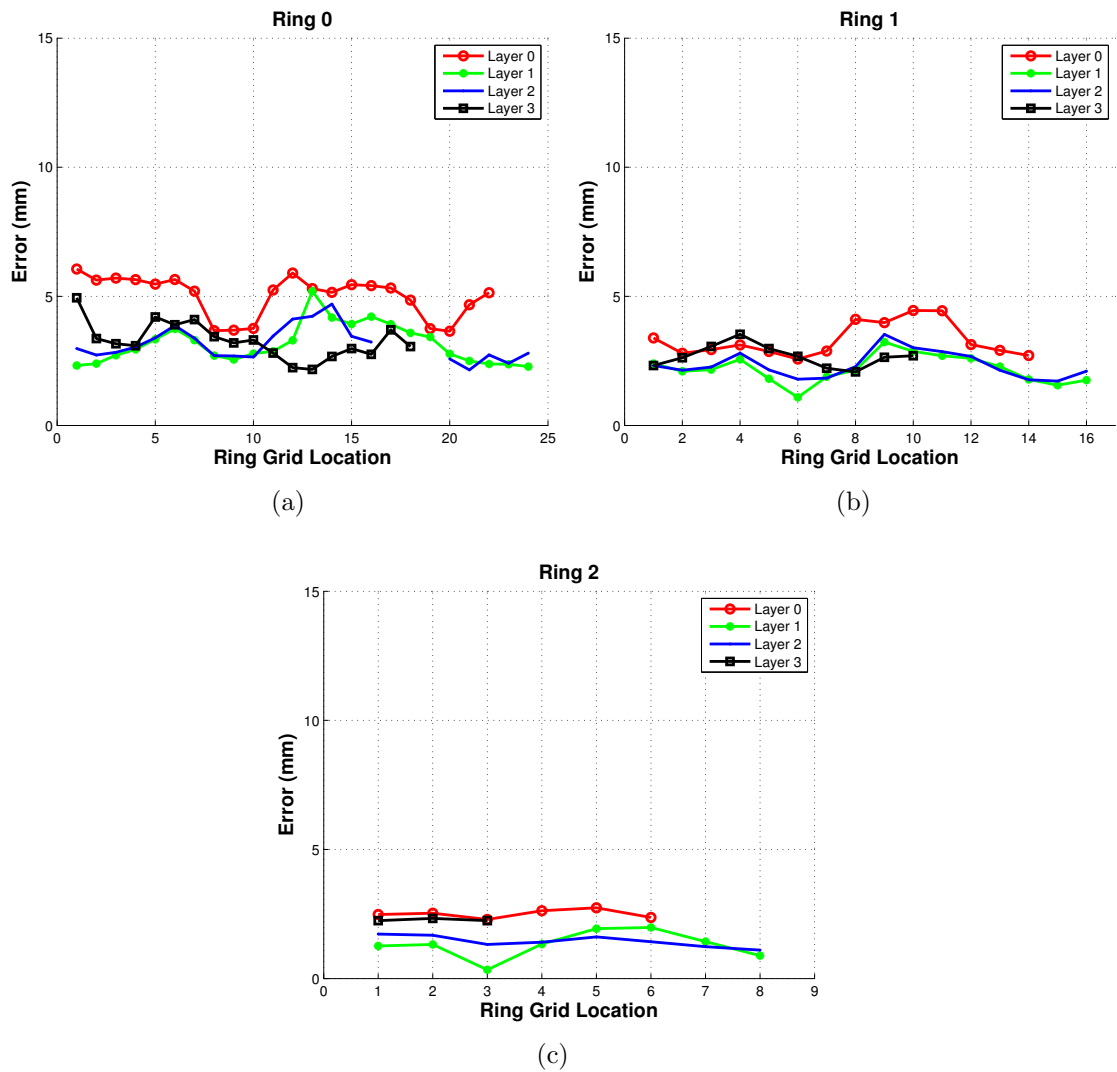 Ring 0
15
10
5
0
Error (mm)
Layer 0
Layer 1
Layer 2
Layer 3
0 5 10 15 20 25
Ring Grid Location
(a)
Ring 1
15
10
5
0
Error (mm)
Layer 0
Layer 1
Layer 2
Layer 3
0 2 4 6 8 10 12 14 16
Ring Grid Location
(b)
Ring 2
15
10
5
0
Error (mm)
Layer 0
Layer 1
Layer 2
Layer 3
0 1 2 3 4 5 6 7 8 9
Ring Grid Location
(c)